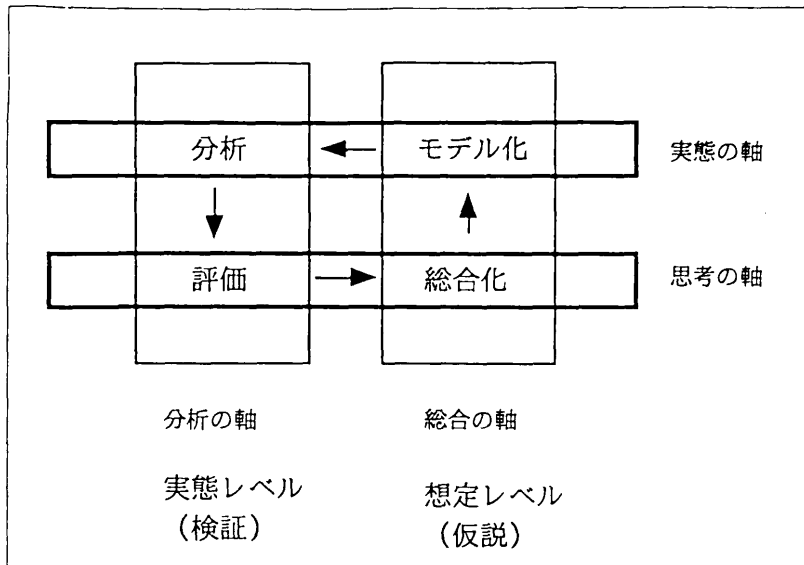 分析
モデル化
実態の軸
評価
総合化
思考の軸
分析の軸
総合の軸
実態レベル
(検証)
想定レベル
(仮説)